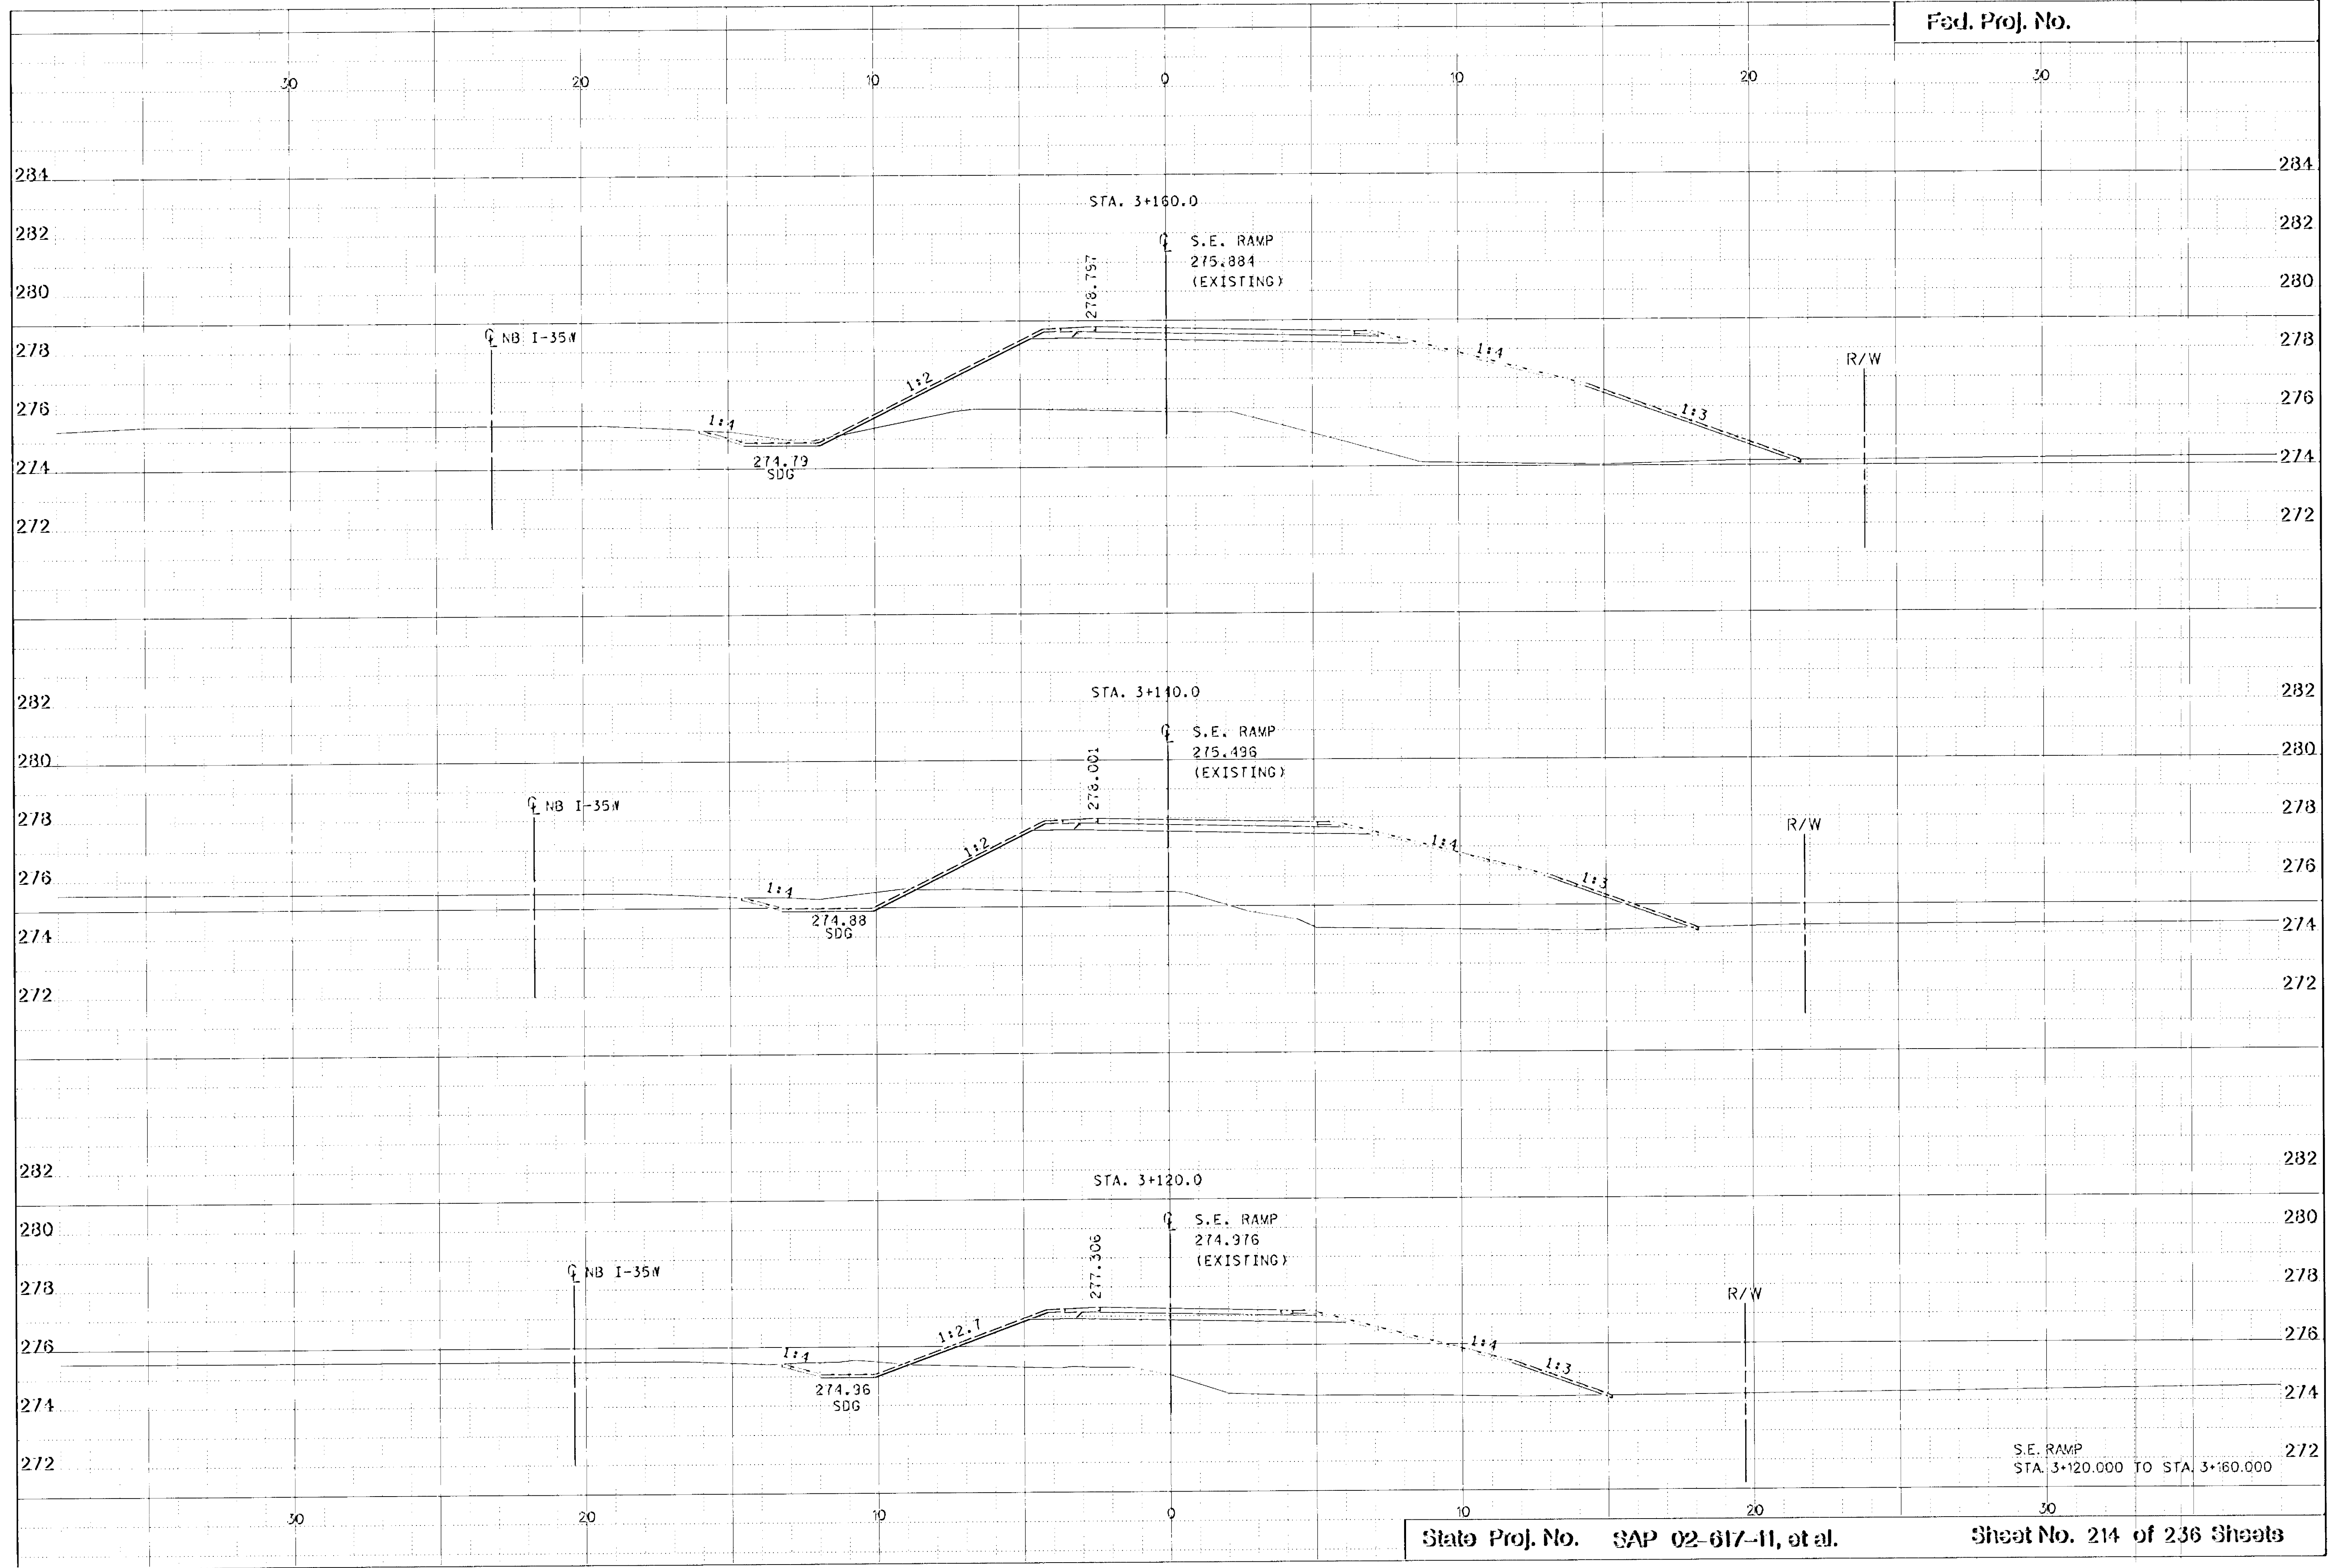 Fed. Proj. No.
30 20 10 0 10 20 30
284 284
STA. 3+160.0
282 282
℄ S.E. RAMP
275.884
(EXISTING)
278.797
280 280
℄ NB I-35W
278 278
1:4
R/W
1:2
276 276
1:3
1:4
274.79
SDG
274 274
272 272
STA. 3+140.0
282 282
℄ S.E. RAMP
275.496
(EXISTING)
278.001
280 280
℄ NB I-35W
278 278
R/W
1:2
1:4
276 276
1:4
1:3
274.88
SDG
274 274
272 272
282 282
STA. 3+120.0
280 280
℄ S.E. RAMP
274.976
(EXISTING)
277.306
℄ NB I-35W
278 278
R/W
1:2.7
276 276
1:4
1:4
1:3
274.96
SDG
274 274
272 272
S.E. RAMP
STA. 3+120.000 TO STA. 3+160.000
30 20 10 0 10 20 30
State Proj. No. SAP 02-617-11, et al. Sheet No. 214 of 236 Sheets